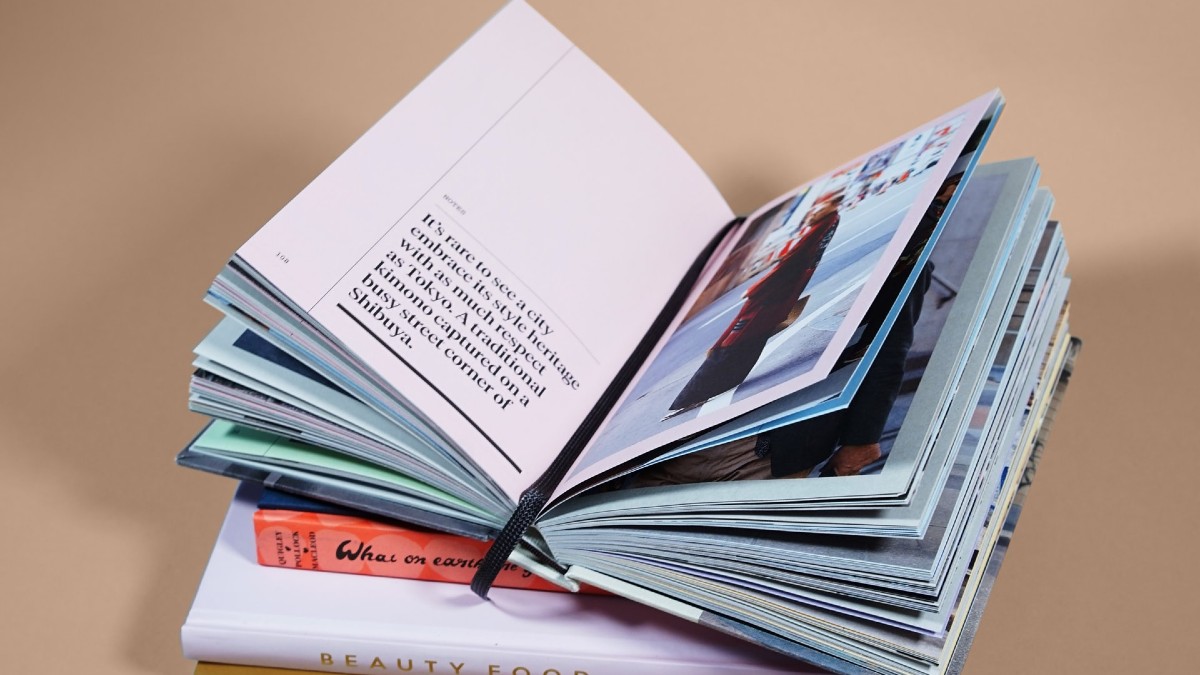 NOTES
It's rare to see a city
embrace its style heritage
with as much respect
as Tokyo. A traditional
kimono captured on a
busy street corner of
Shibuya.
108
QUIGLEY
POLLOCK
MACLEOD
What on earth
BEAUTY FOOD